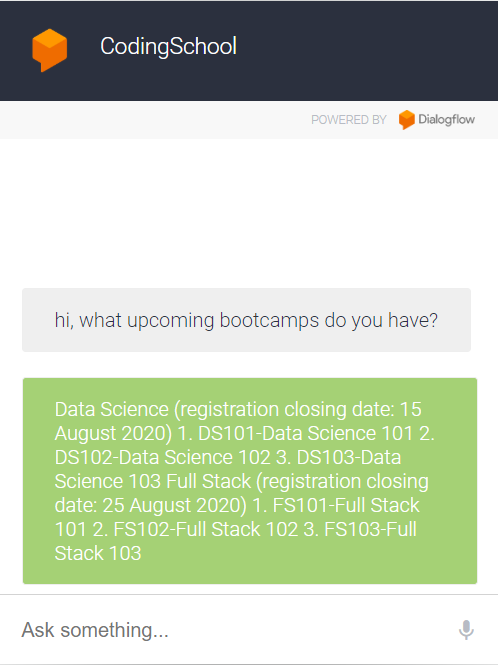 CodingSchool
POWERED BY Dialogflow
hi, what upcoming bootcamps do you have?
Data Science (registration closing date: 15
August 2020) 1. DS101-Data Science 101 2.
DS102-Data Science 102 3. DS103-Data
Science 103 Full Stack (registration closing
date: 25 August 2020) 1. FS101-Full Stack
101 2. FS102-Full Stack 102 3. FS103-Full
Stack 103
Ask something...